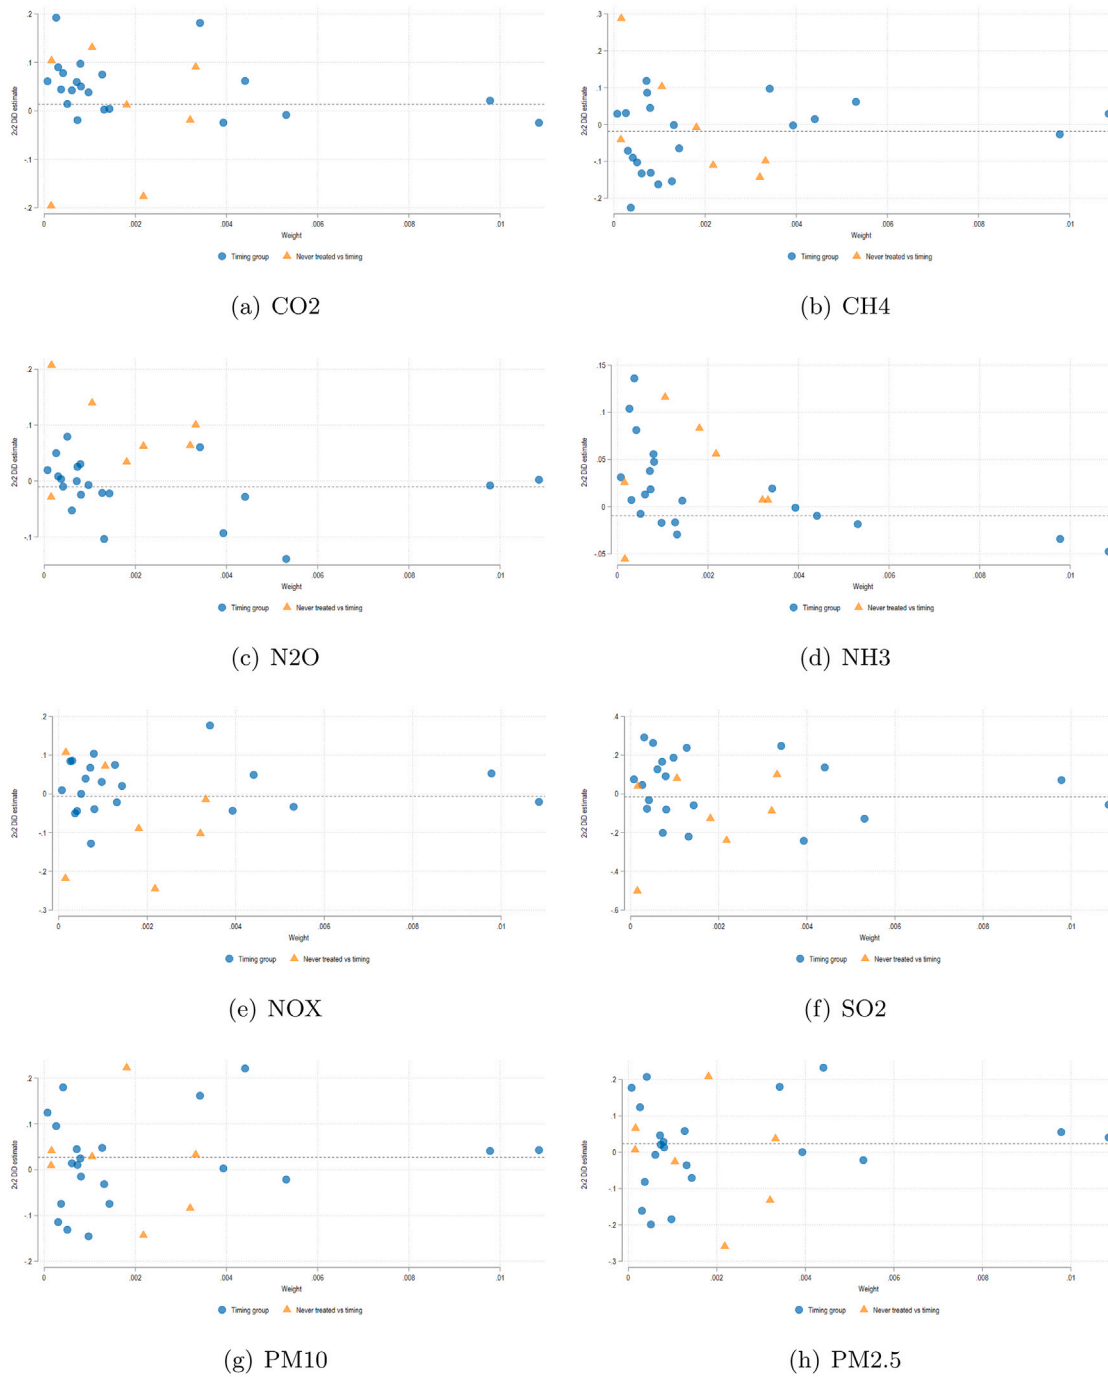 2x2 DiD estimate
.2
.1
0
-.1
-.2
0 .002 .004 .006 .008 .01
Weight
Timing group Never treated vs timing
(a) CO2
2x2 DiD estimate
.3
.2
.1
0
-.1
-.2
0 .002 .004 .006 .008 .01
Weight
Timing group Never treated vs timing
(b) CH4
2x2 DiD estimate
.2
.1
0
-.1
0 .002 .004 .006 .008 .01
Weight
Timing group Never treated vs timing
(c) N2O
2x2 DiD estimate
.15
.1
.05
0
-.05
0 .002 .004 .006 .008 .01
Weight
Timing group Never treated vs timing
(d) NH3
2x2 DiD estimate
.2
.1
0
-.1
-.2
-.3
0 .002 .004 .006 .008 .01
Weight
Timing group Never treated vs timing
(e) NOX
2x2 DiD estimate
.4
.2
0
-.2
-.4
-.6
0 .002 .004 .006 .008 .01
Weight
Timing group Never treated vs timing
(f) SO2
2x2 DiD estimate
.2
.1
0
-.1
-.2
0 .002 .004 .006 .008 .01
Weight
Timing group Never treated vs timing
(g) PM10
2x2 DiD estimate
.2
.1
0
-.1
-.2
-.3
0 .002 .004 .006 .008 .01
Weight
Timing group Never treated vs timing
(h) PM2.5